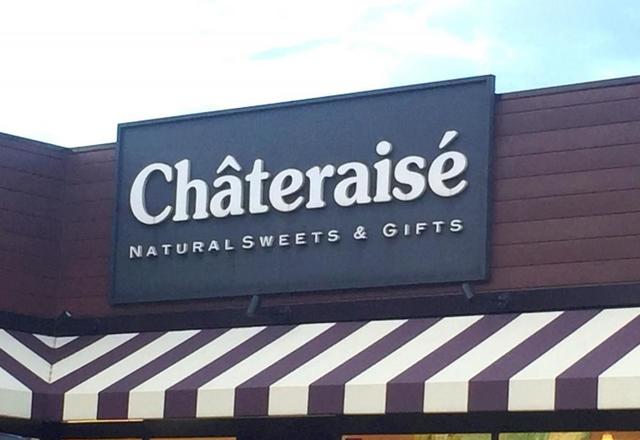 Châteraisé
NATURAL SWEETS & GIFTS